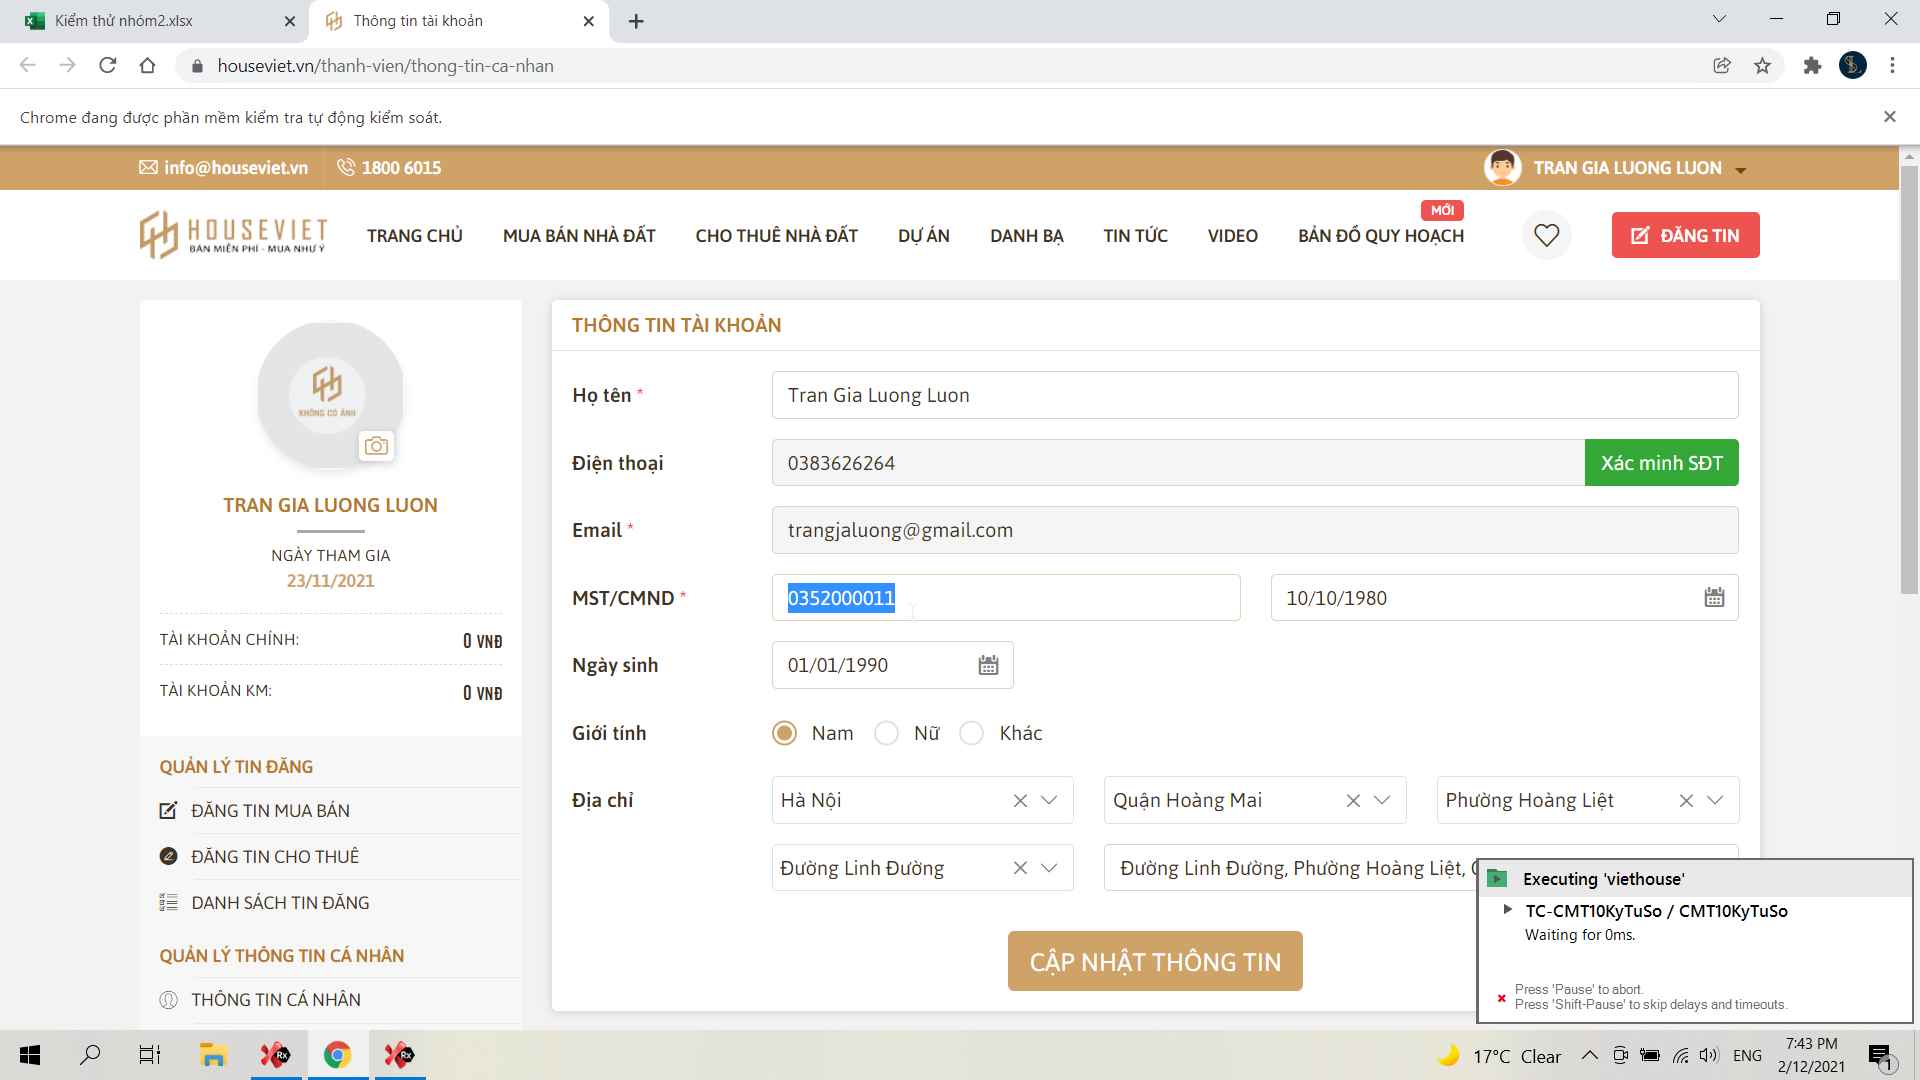 Kiểm thử nhóm2.xlsx
Thông tin tài khoản
houseviet.vn/thanh-vien/thong-tin-ca-nhan
Chrome đang được phần mềm kiểm tra tự động kiểm soát.
info@houseviet.vn
1800 6015
TRAN GIA LUONG LUON
HOUSEVIET
BÁN MIỄN PHÍ - MUA NHƯ Ý
TRANG CHỦ
MUA BÁN NHÀ ĐẤT
CHO THUÊ NHÀ ĐẤT
DỰ ÁN
DANH BẠ
TIN TỨC
VIDEO
BẢN ĐỒ QUY HOẠCH
MỚI
ĐĂNG TIN
KHÔNG CÓ ẢNH
TRAN GIA LUONG LUON
NGÀY THAM GIA
23/11/2021
TÀI KHOẢN CHÍNH:
0 VNĐ
TÀI KHOẢN KM:
0 VNĐ
QUẢN LÝ TIN ĐĂNG
ĐĂNG TIN MUA BÁN
ĐĂNG TIN CHO THUÊ
DANH SÁCH TIN ĐĂNG
QUẢN LÝ THÔNG TIN CÁ NHÂN
THÔNG TIN CÁ NHÂN
THÔNG TIN TÀI KHOẢN
Họ tên *
Tran Gia Luong Luon
Điện thoại
0383626264
Xác minh SĐT
Email *
trangjaluong@gmail.com
MST/CMND *
0352000011
10/10/1980
Ngày sinh
01/01/1990
Giới tính
Nam
Nữ
Khác
Địa chỉ
Hà Nội
Quận Hoàng Mai
Phường Hoàng Liệt
Đường Linh Đường
Đường Linh Đường, Phường Hoàng Liệt,
CẬP NHẬT THÔNG TIN
Executing 'viethouse'
TC-CMT10KyTuSo / CMT10KyTuSo
Waiting for 0ms.
Press 'Pause' to abort.
Press 'Shift-Pause' to skip delays and timeouts.
Rx
Rx
17°C Clear
ENG
7:43 PM
2/12/2021
1